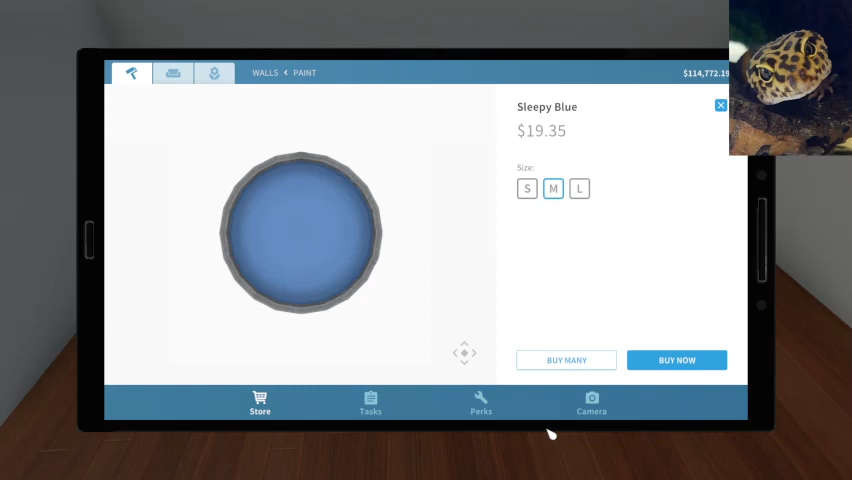 WALLS < PAINT
$114,772.19
Sleepy Blue
$19.35
Size:
S M L
BUY MANY
BUY NOW
Store
Tasks
Perks
Camera